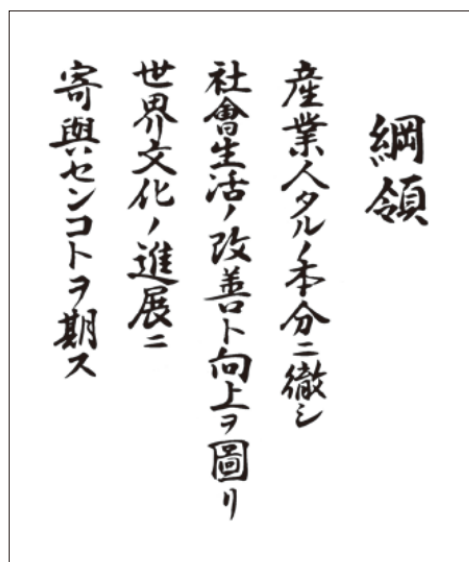 綱領
産業人タルノ本分ニ徹シ
社會生活ノ改善ト向上ヲ圖リ
世界文化ノ進展ニ
寄與センコトヲ期ス